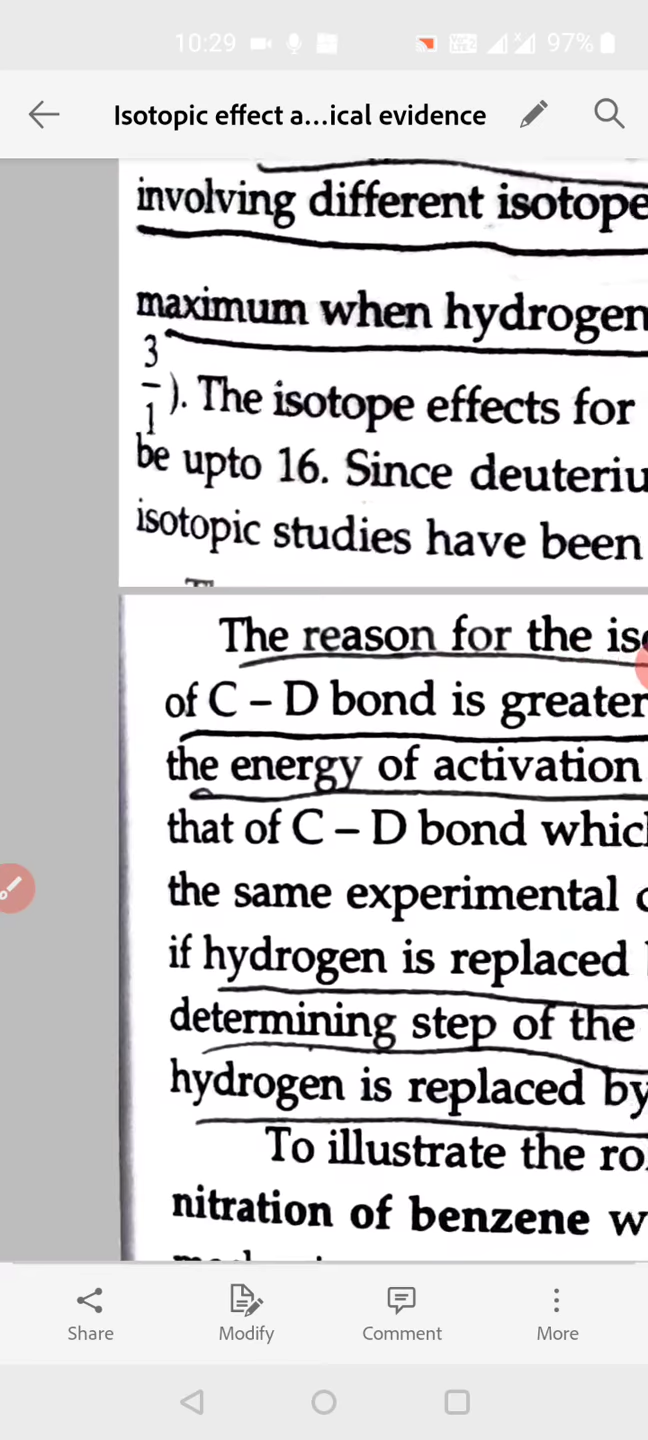 10:29
97%
Isotopic effect a...ical evidence
involving different isotope
maximum when hydrogen
3
1 ). The isotope effects for
be upto 16. Since deuteriu
isotopic studies have been
The reason for the is
of C – D bond is greater
the energy of activation
that of C – D bond which
the same experimental
if hydrogen is replaced
determining step of the
hydrogen is replaced by
To illustrate the ro
nitration of benzene w
Share Modify Comment More